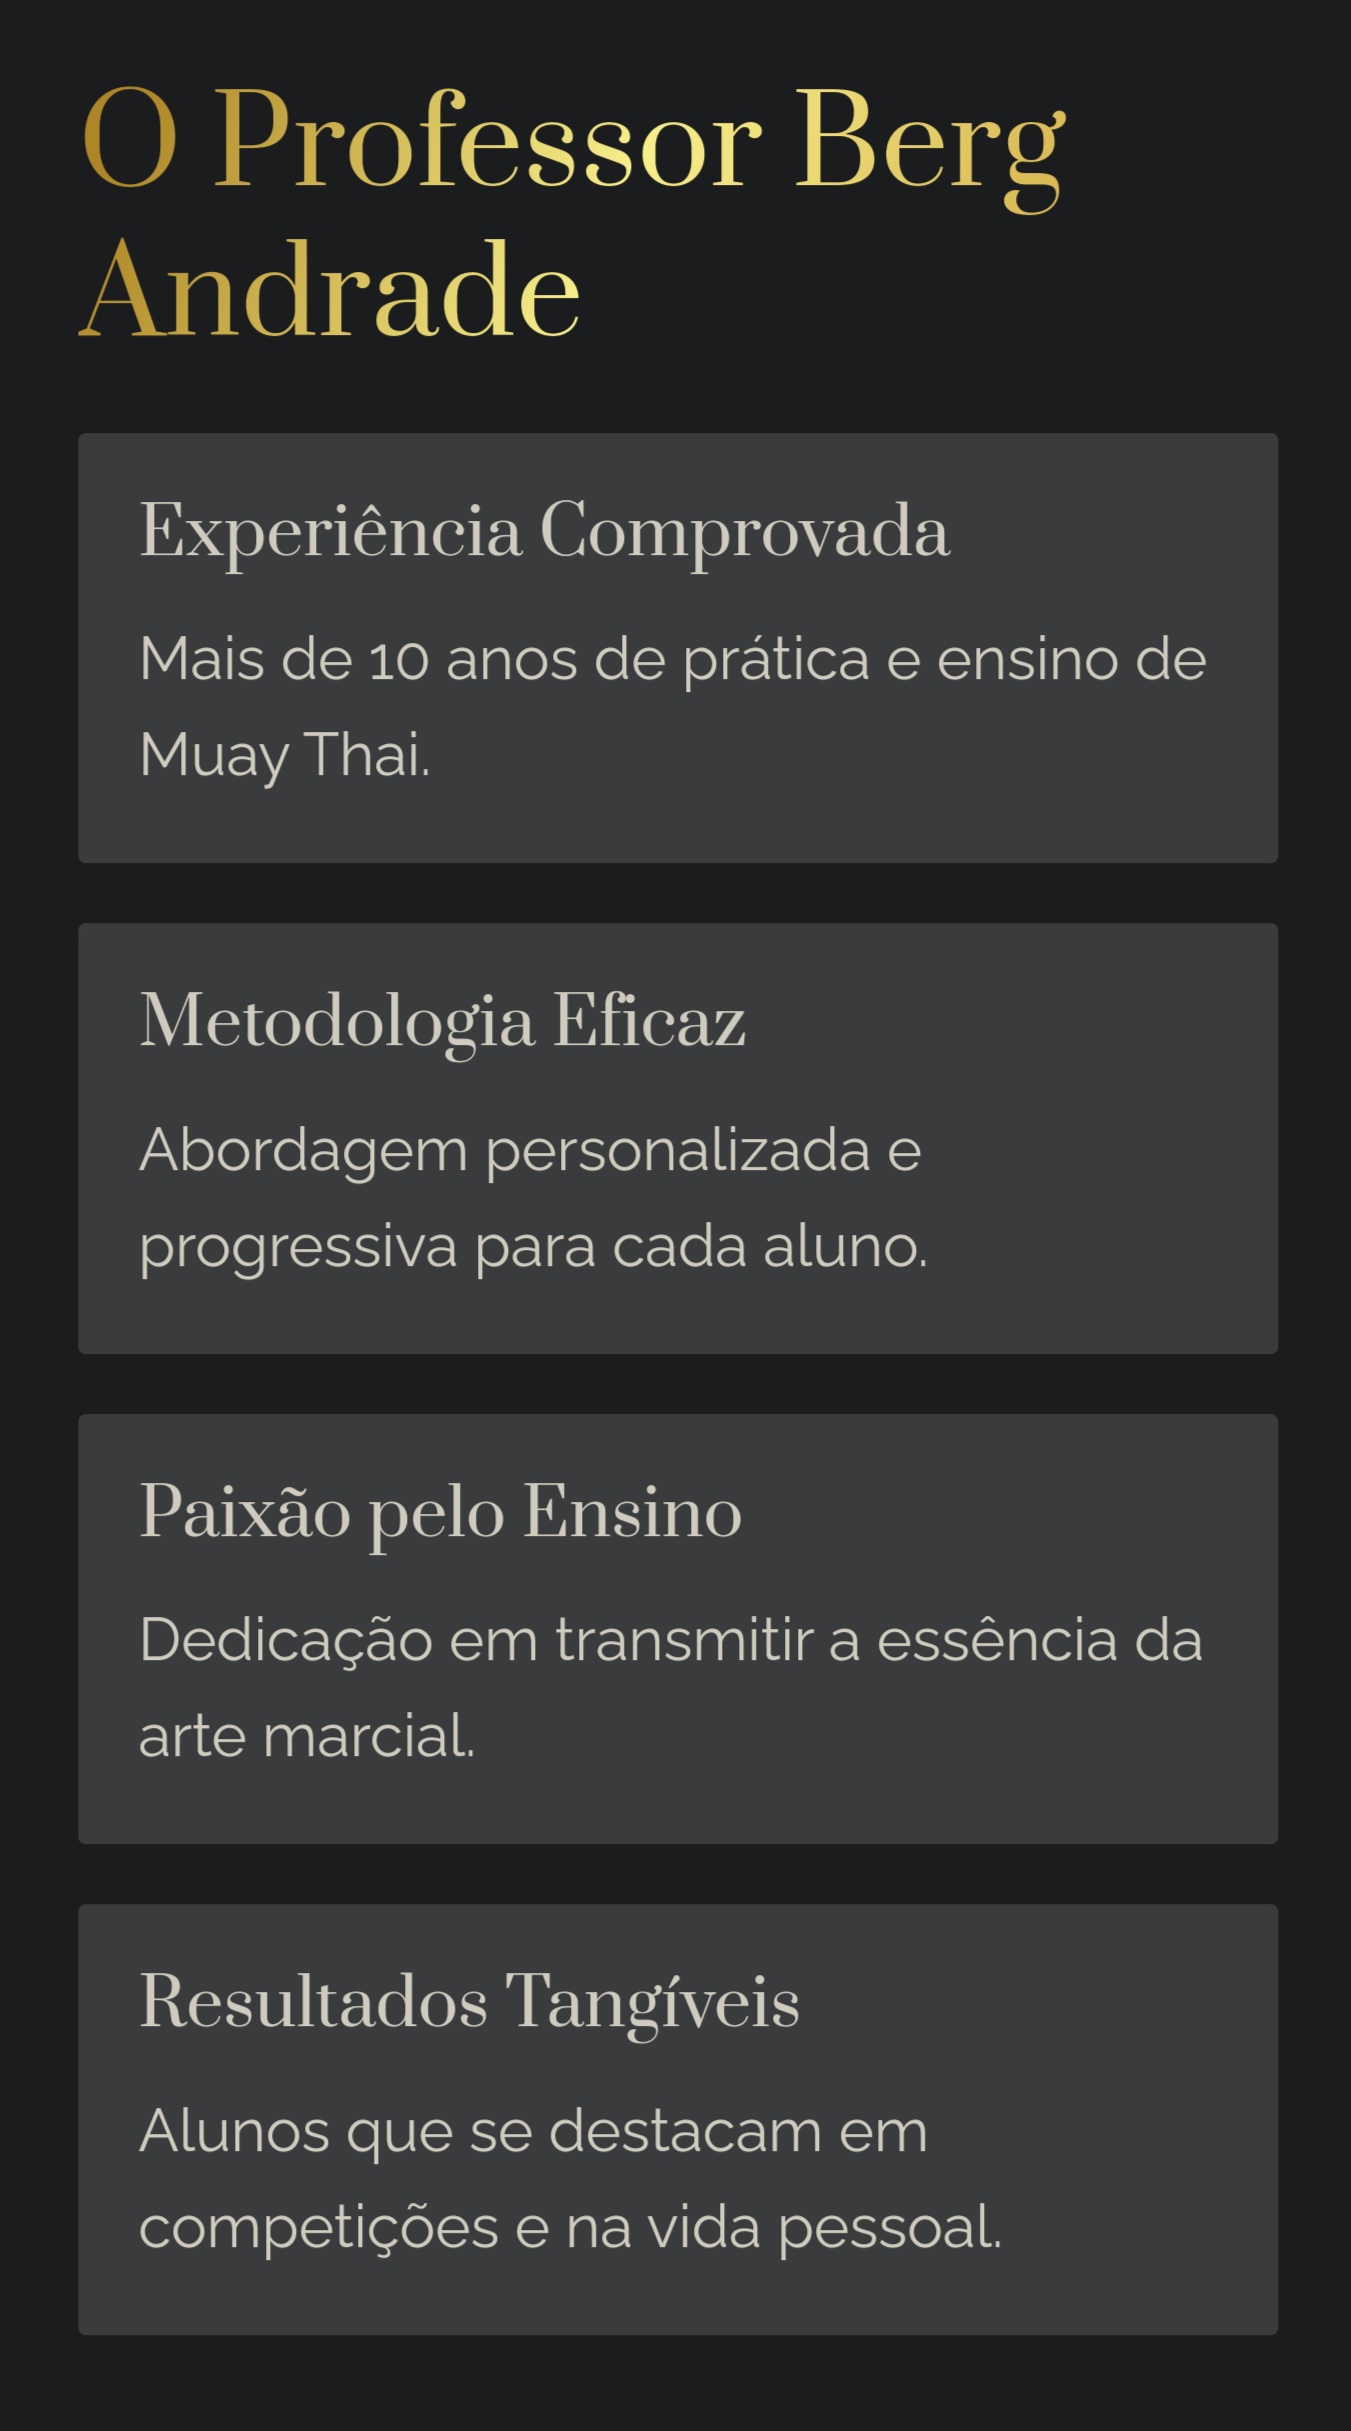 O Professor Berg
Andrade
Experiência Comprovada
Mais de 10 anos de prática e ensino de
Muay Thai.
Metodologia Eficaz
Abordagem personalizada e
progressiva para cada aluno.
Paixão pelo Ensino
Dedicação em transmitir a essência da
arte marcial.
Resultados Tangíveis
Alunos que se destacam em
competições e na vida pessoal.